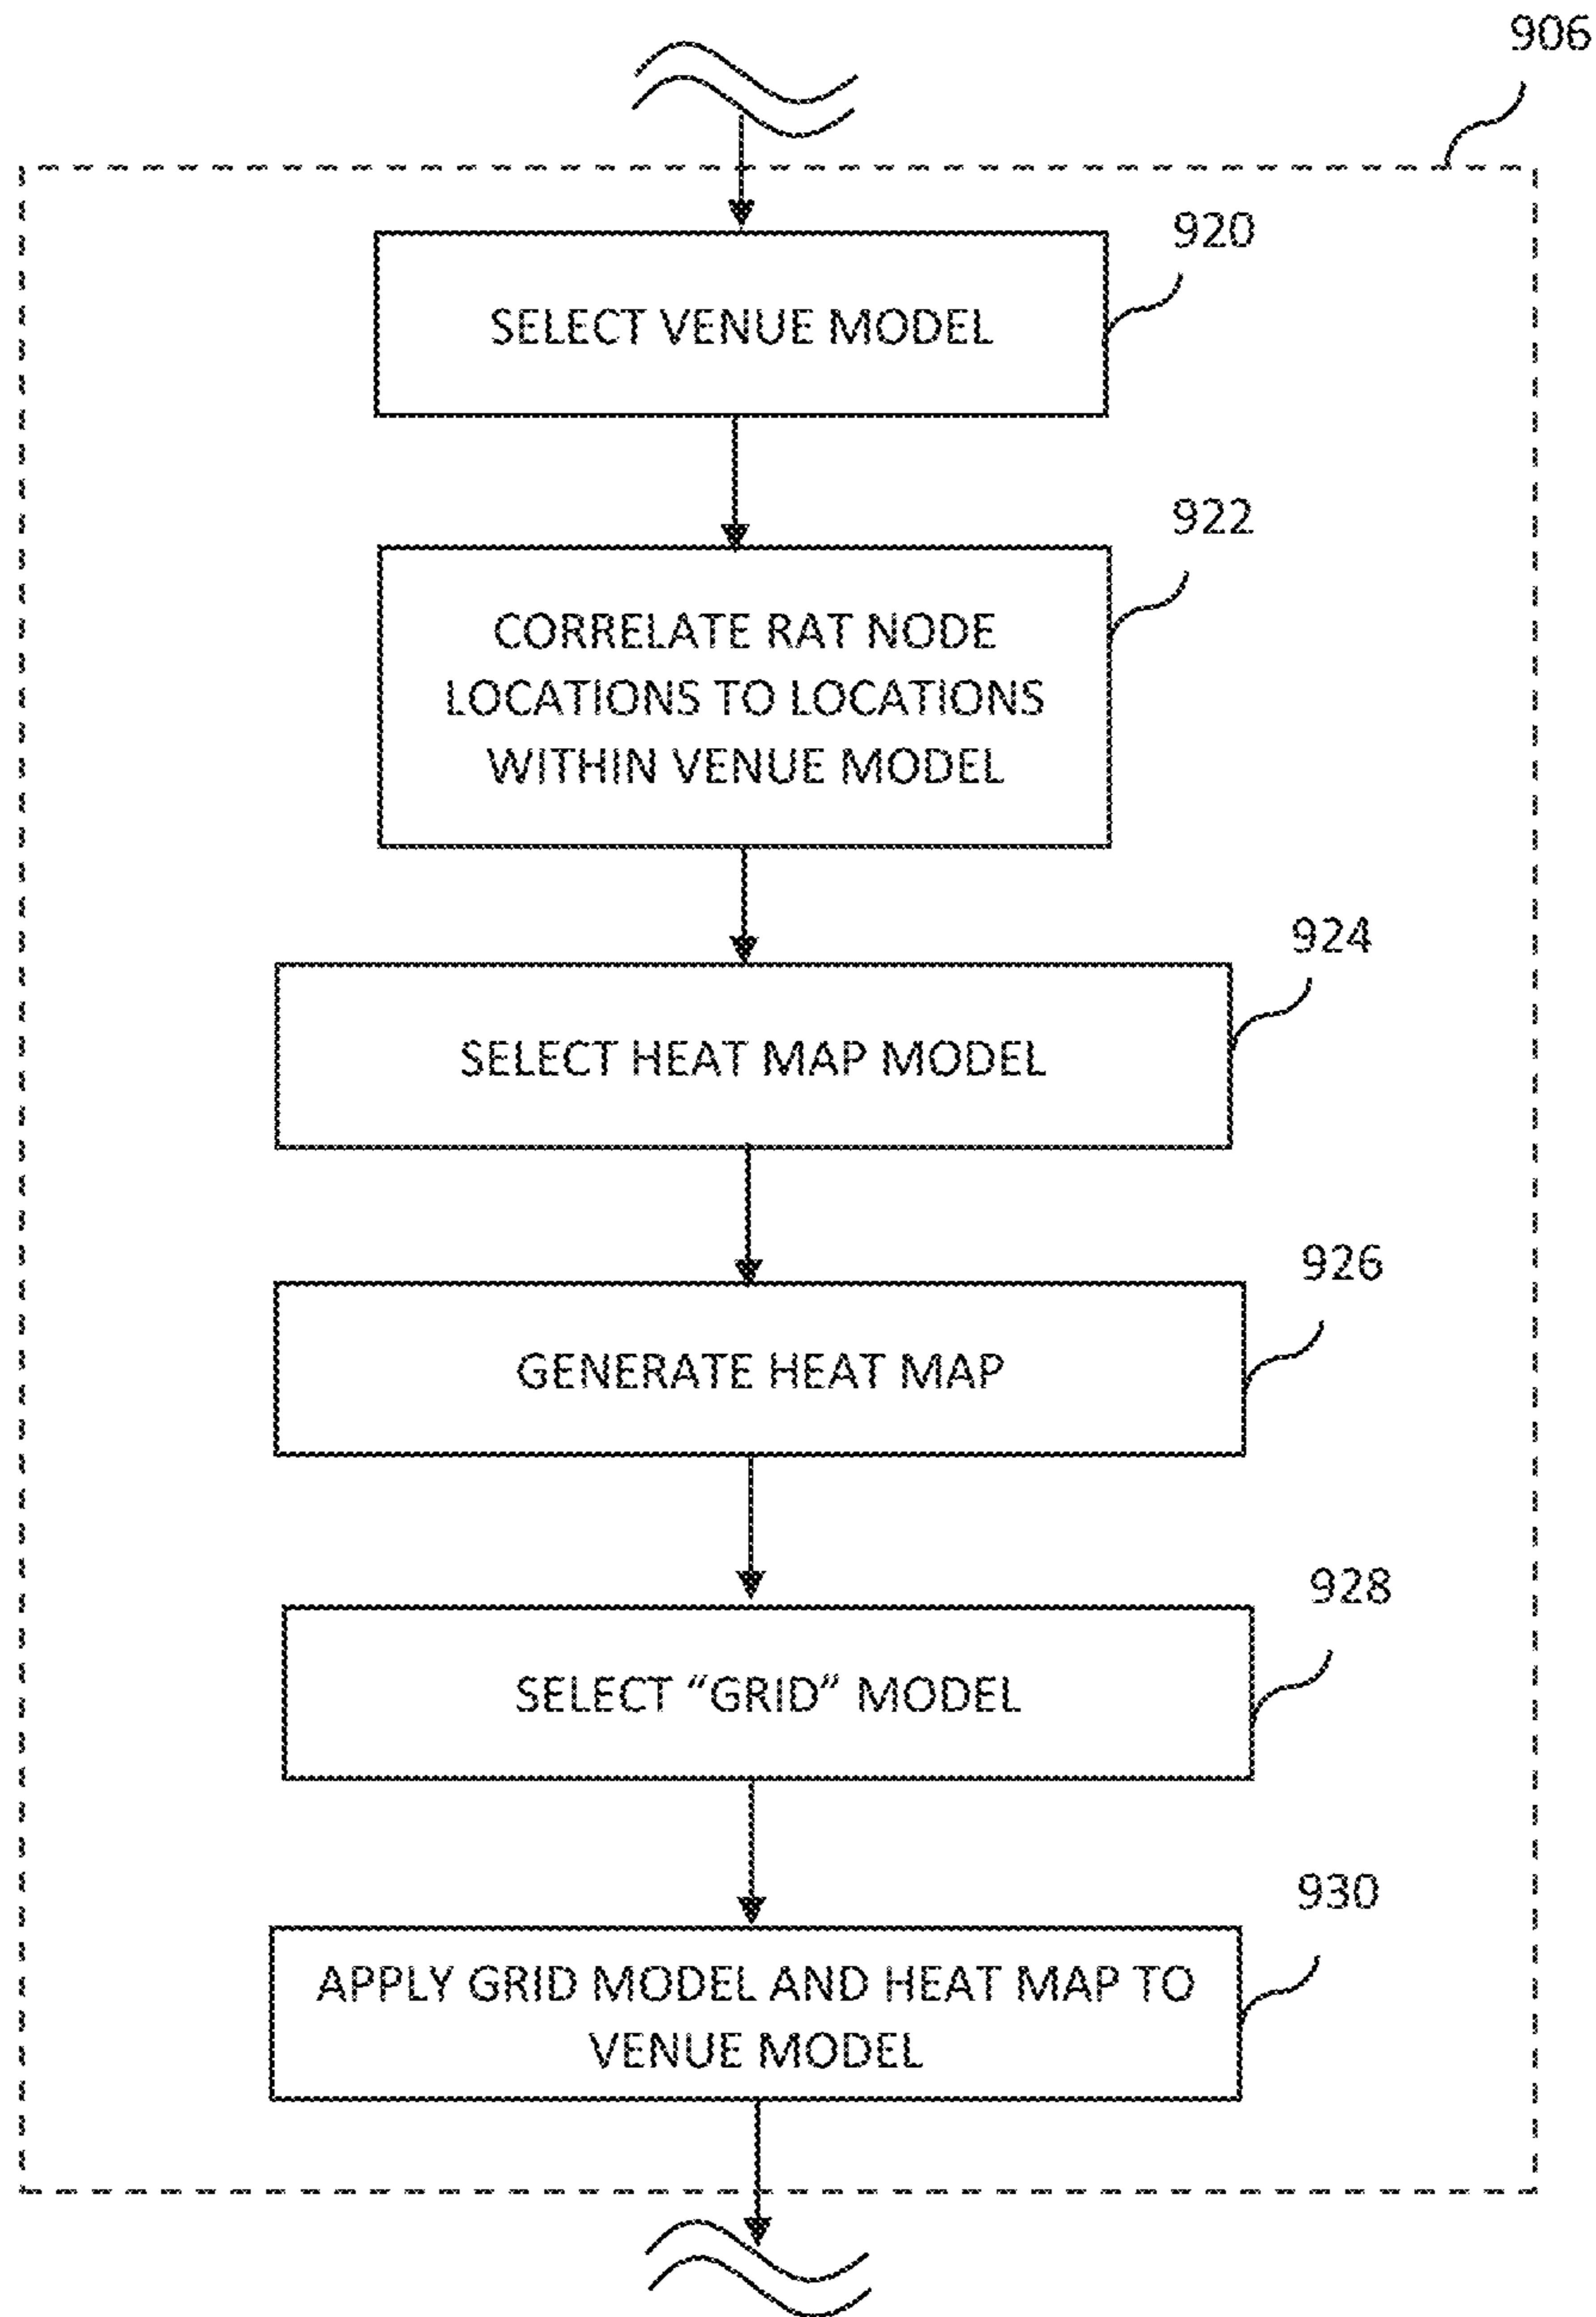 906
920
SELECT VENUE MODEL
922
CORRELATE RAT NODE
LOCATIONS TO LOCATIONS
WITHIN VENUE MODEL
924
SELECT HEAT MAP MODEL
926
GENERATE HEAT MAP
928
SELECT “GRID” MODEL
930
APPLY GRID MODEL AND HEAT MAP TO
VENUE MODEL